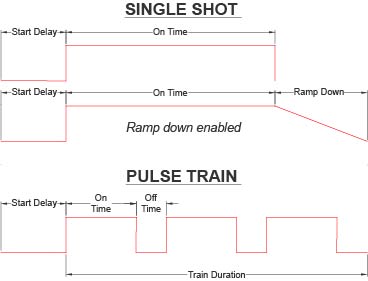 SINGLE SHOT
Start Delay On Time
Start Delay On Time Ramp Down
Ramp down enabled
PULSE TRAIN
Start Delay On Time Off Time
Train Duration